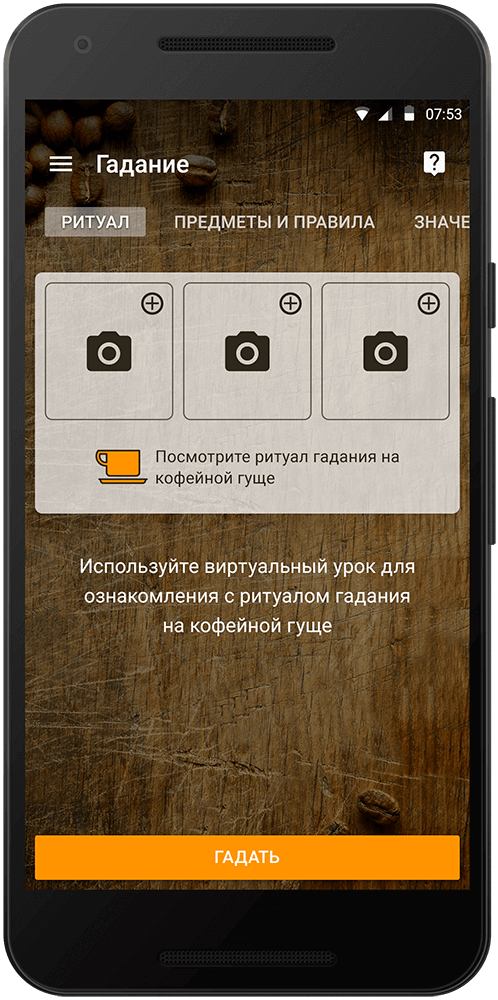 07:53
Гадание
РИТУАЛ ПРЕДМЕТЫ И ПРАВИЛА ЗНАЧЕ
Посмотрите ритуал гадания на
кофейной гуще
Используйте виртуальный урок для
ознакомления с ритуалом гадания
на кофейной гуще
ГАДАТЬ